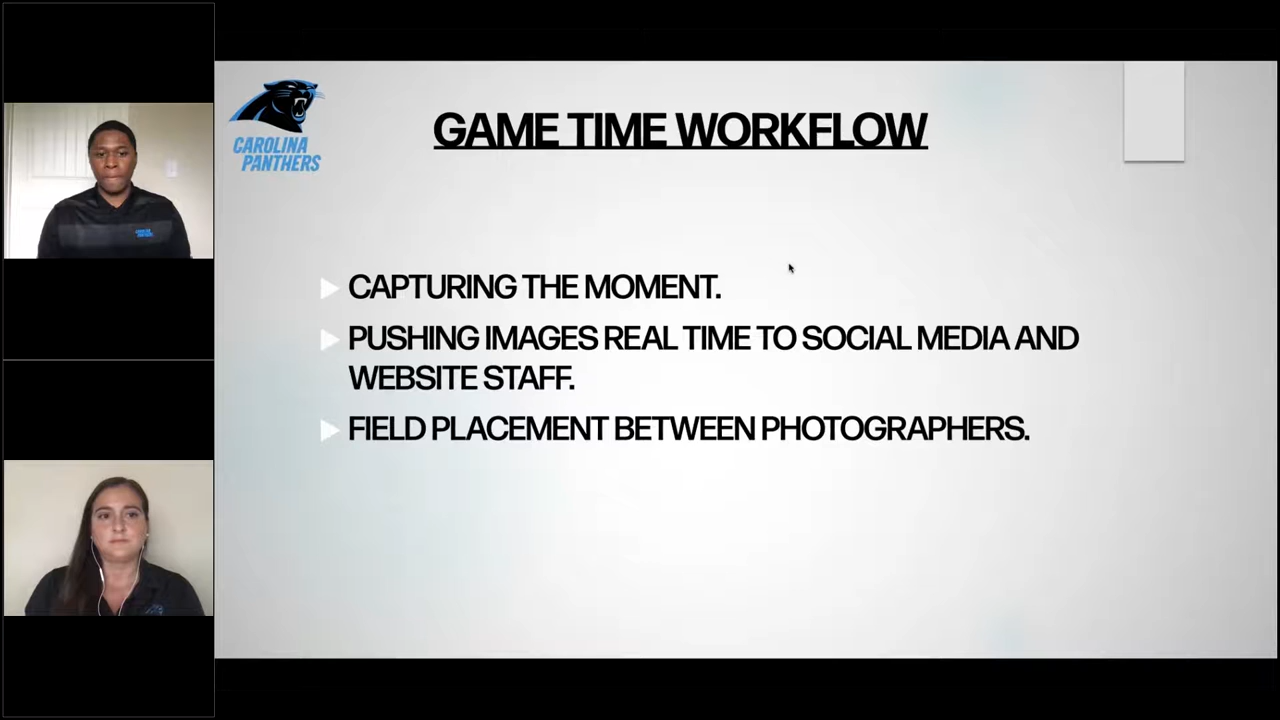 CAROLINA
PANTHERS
GAME TIME WORKFLOW
CAPTURING THE MOMENT.
PUSHING IMAGES REAL TIME TO SOCIAL MEDIA AND
WEBSITE STAFF.
FIELD PLACEMENT BETWEEN PHOTOGRAPHERS.